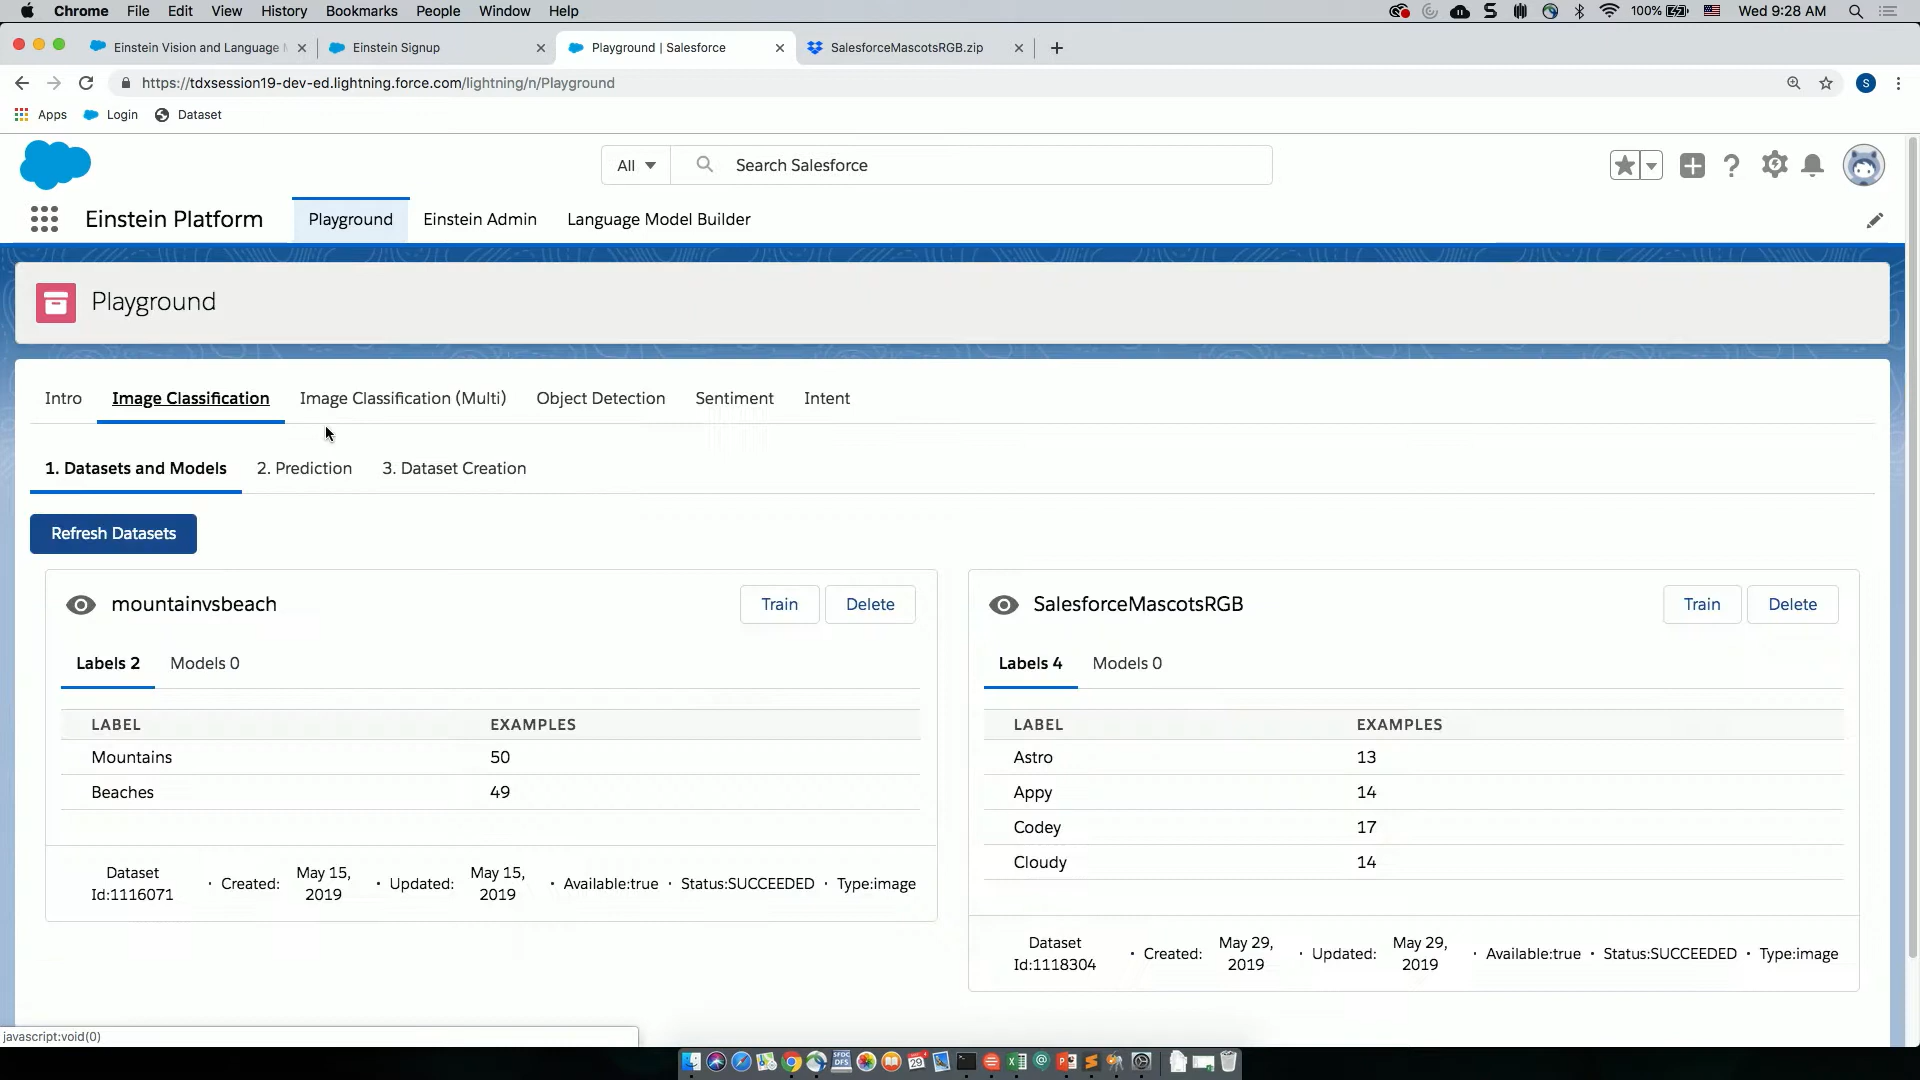 Chrome File Edit View History Bookmarks People Window Help 100% Wed 9:28 AM
Einstein Vision and Language Einstein Signup Playground | Salesforce SalesforceMascotsRGB.zip
https://tdxsession19-dev-ed.lightning.force.com/lightning/n/Playground S
Apps Login Dataset
All Search Salesforce
Einstein Platform Playground Einstein Admin Language Model Builder
Playground
Intro Image Classification Image Classification (Multi) Object Detection Sentiment Intent
1. Datasets and Models 2. Prediction 3. Dataset Creation
Refresh Datasets
mountainvsbeach Train Delete
Labels 2 Models 0
LABEL EXAMPLES
Mountains 50
Beaches 49
Dataset Id:1116071 · Created: May 15, 2019 · Updated: May 15, 2019 · Available:true · Status:SUCCEEDED · Type:image
SalesforceMascotsRGB Train Delete
Labels 4 Models 0
LABEL EXAMPLES
Astro 13
Appy 14
Codey 17
Cloudy 14
Dataset Id:1118304 · Created: May 29, 2019 · Updated: May 29, 2019 · Available:true · Status:SUCCEEDED · Type:image
javascript:void(0)